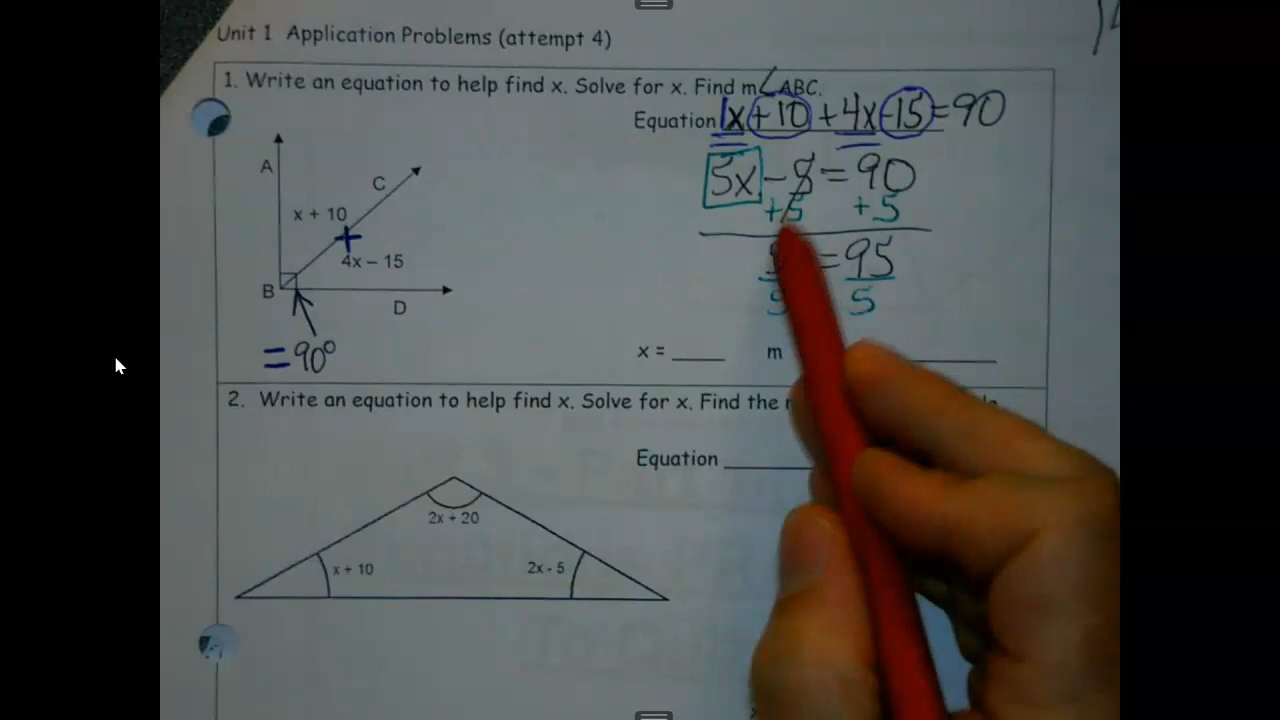 Unit 1 Application Problems (attempt 4)
1. Write an equation to help find x. Solve for x. Find m∠ABC.
Equation 1x+10+4x-15=90
5x-5=90
+5 +5
=95
5 5
A
C
x + 10
4x – 15
B
D
=90°
x = ____ m
2. Write an equation to help find x. Solve for x. Find the
Equation ________
2x + 20
x + 10
2x - 5